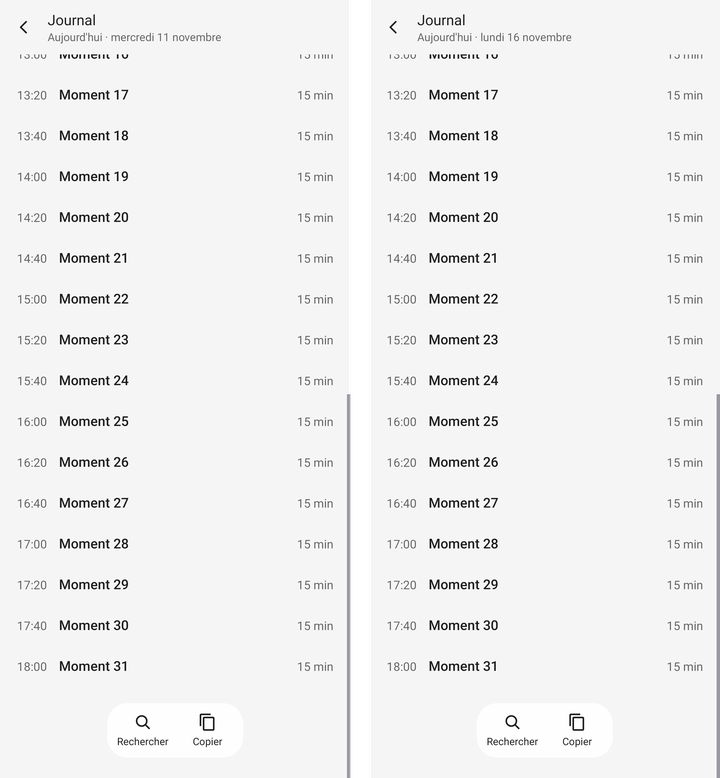 Journal
Aujourd'hui · mercredi 11 novembre
13:20 Moment 17 15 min
13:40 Moment 18 15 min
14:00 Moment 19 15 min
14:20 Moment 20 15 min
14:40 Moment 21 15 min
15:00 Moment 22 15 min
15:20 Moment 23 15 min
15:40 Moment 24 15 min
16:00 Moment 25 15 min
16:20 Moment 26 15 min
16:40 Moment 27 15 min
17:00 Moment 28 15 min
17:20 Moment 29 15 min
17:40 Moment 30 15 min
18:00 Moment 31 15 min
Rechercher Copier
Journal
Aujourd'hui · lundi 16 novembre
13:20 Moment 17 15 min
13:40 Moment 18 15 min
14:00 Moment 19 15 min
14:20 Moment 20 15 min
14:40 Moment 21 15 min
15:00 Moment 22 15 min
15:20 Moment 23 15 min
15:40 Moment 24 15 min
16:00 Moment 25 15 min
16:20 Moment 26 15 min
16:40 Moment 27 15 min
17:00 Moment 28 15 min
17:20 Moment 29 15 min
17:40 Moment 30 15 min
18:00 Moment 31 15 min
Rechercher Copier